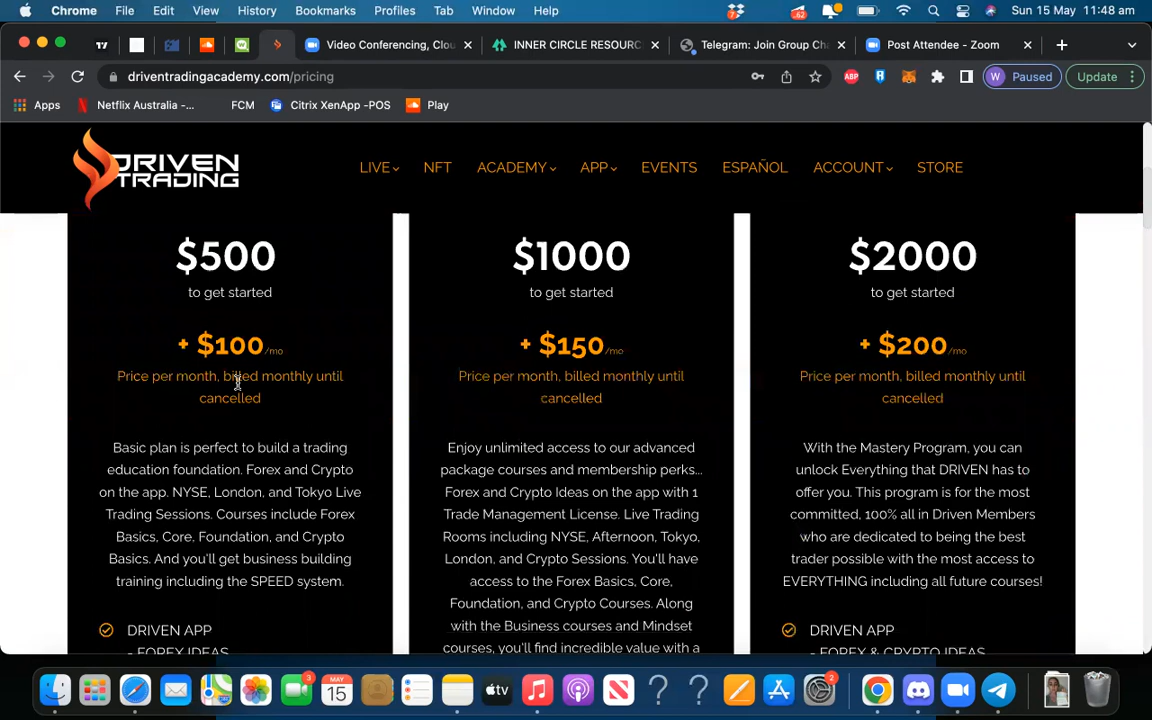 Chrome File Edit View History Bookmarks Profiles Tab Window Help Sun 15 May 11:48 am
Video Conferencing, Clou INNER CIRCLE RESOURC Telegram: Join Group Cha Post Attendee - Zoom
driventradingacademy.com/pricing ABP W Paused Update
Apps Netflix Australia -... FCM Citrix XenApp -POS Play
DRIVEN TRADING
LIVE NFT ACADEMY APP EVENTS ESPAÑOL ACCOUNT STORE
$500
to get started
+ $100/mo
Price per month, billed monthly until
cancelled
Basic plan is perfect to build a trading
education foundation. Forex and Crypto
on the app. NYSE, London, and Tokyo Live
Trading Sessions. Courses include Forex
Basics, Core, Foundation, and Crypto
Basics. And you'll get business building
training including the SPEED system.
DRIVEN APP
- FOREX IDEAS
$1000
to get started
+ $150/mo
Price per month, billed monthly until
cancelled
Enjoy unlimited access to our advanced
package courses and membership perks...
Forex and Crypto Ideas on the app with 1
Trade Management License. Live Trading
Rooms including NYSE, Afternoon, Tokyo,
London, and Crypto Sessions. You'll have
access to the Forex Basics, Core,
Foundation, and Crypto Courses. Along
with the Business courses and Mindset
courses, you'll find incredible value with a
$2000
to get started
+ $200/mo
Price per month, billed monthly until
cancelled
With the Mastery Program, you can
unlock Everything that DRIVEN has to
offer you. This program is for the most
committed, 100% all in Driven Members
who are dedicated to being the best
trader possible with the most access to
EVERYTHING including all future courses!
DRIVEN APP
- FOREX & CRYPTO IDEAS
3 MAY 15 tv 2